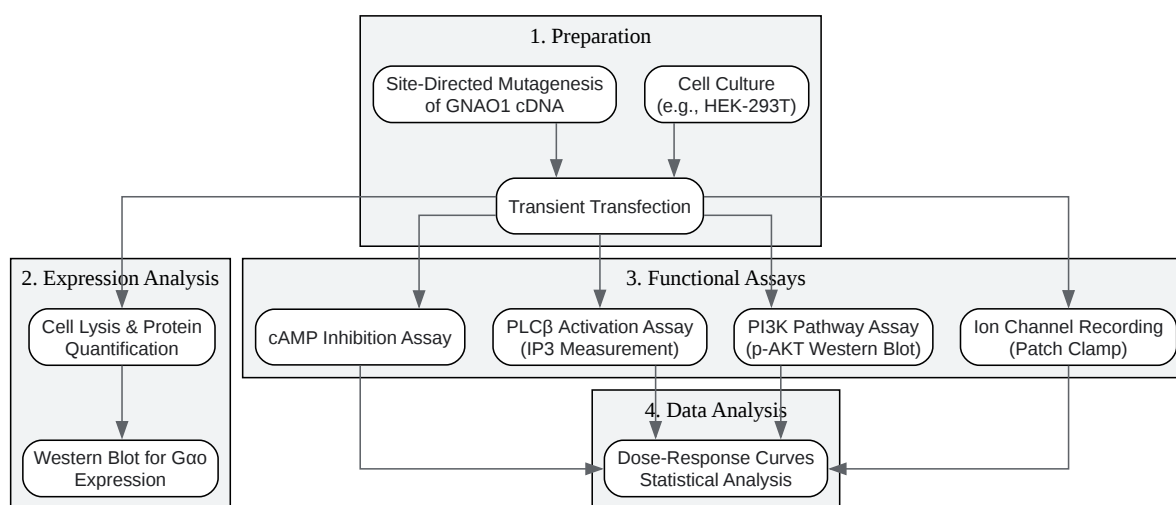 1. Preparation
Site-Directed Mutagenesis
of GNAO1 cDNA
Cell Culture
(e.g., HEK-293T)
Transient Transfection
2. Expression Analysis
Cell Lysis & Protein
Quantification
Western Blot for Gαo
Expression
3. Functional Assays
cAMP Inhibition Assay
PLCβ Activation Assay
(IP3 Measurement)
PI3K Pathway Assay
(p-AKT Western Blot)
Ion Channel Recording
(Patch Clamp)
4. Data Analysis
Dose-Response Curves
Statistical Analysis